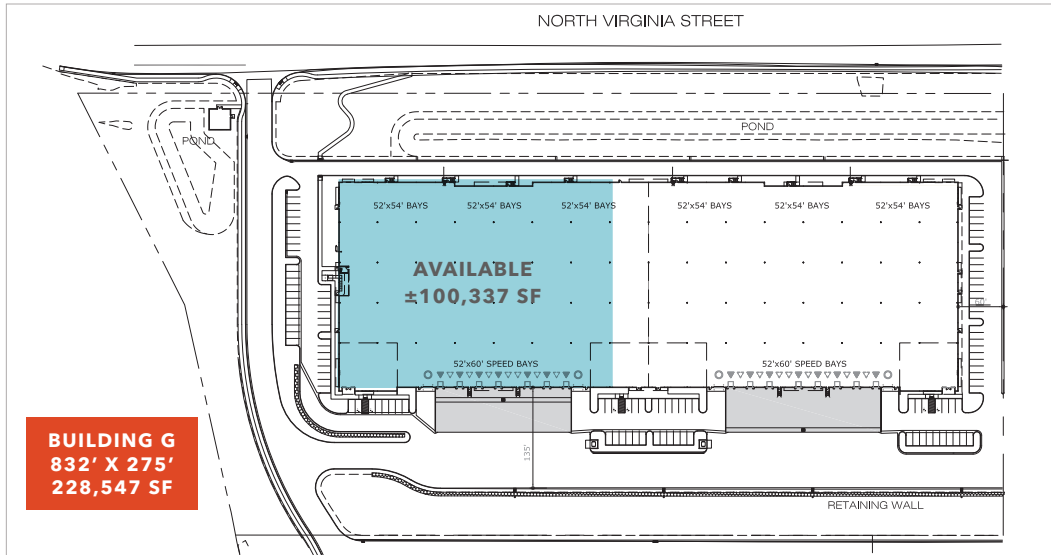 NORTH VIRGINIA STREET
POND
POND
52'x54' BAYS
52'x54' BAYS
52'x54' BAYS
52'x54' BAYS
52'x54' BAYS
52'x54' BAYS
AVAILABLE
±100,337 SF
60'
52'x60' SPEED BAYS
52'x60' SPEED BAYS
135'
BUILDING G
832' X 275'
228,547 SF
RETAINING WALL